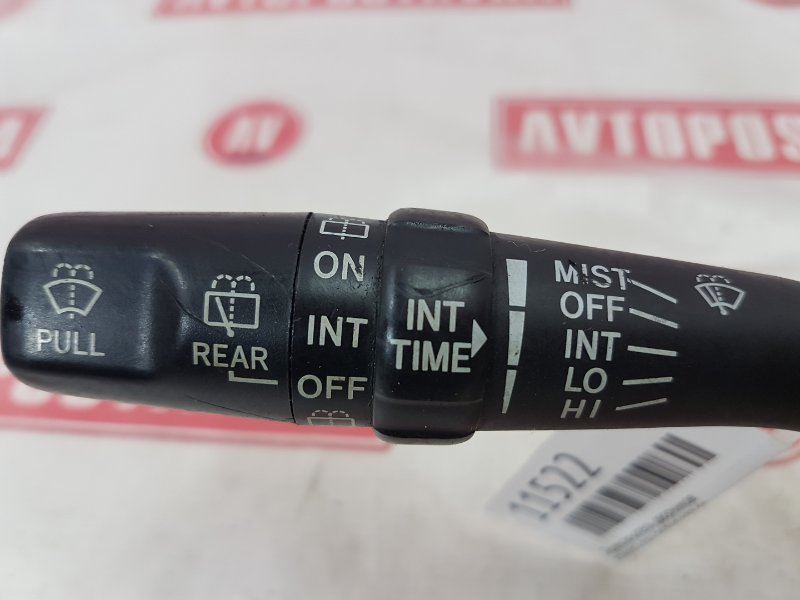 AV
AVTOPOS
PULL
REAR
ON
INT
OFF
INT
TIME
MIST
OFF
INT
LO
HI
11522